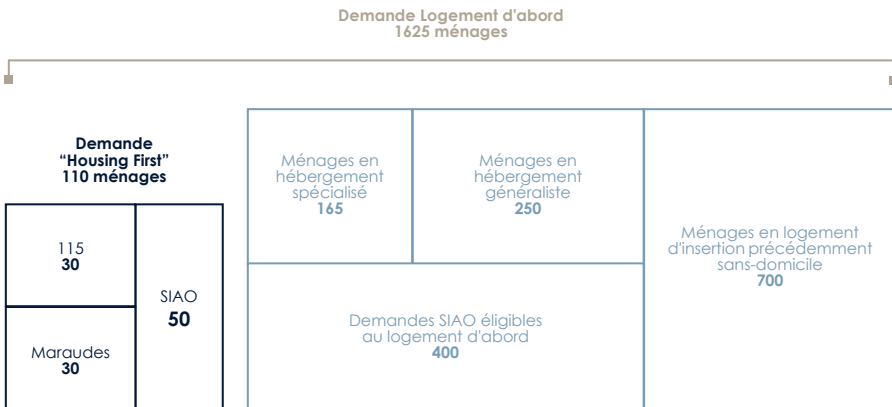 Demande Logement d'abord
1625 ménages
Demande
“Housing First”
110 ménages
115
30
Maraudes
30
SIAO
50
Ménages en
hébergement
spécialisé
165
Ménages en
hébergement
généraliste
250
Demandes SIAO éligibles
au logement d'abord
400
Ménages en logement
d'insertion précédemment
sans-domicile
700